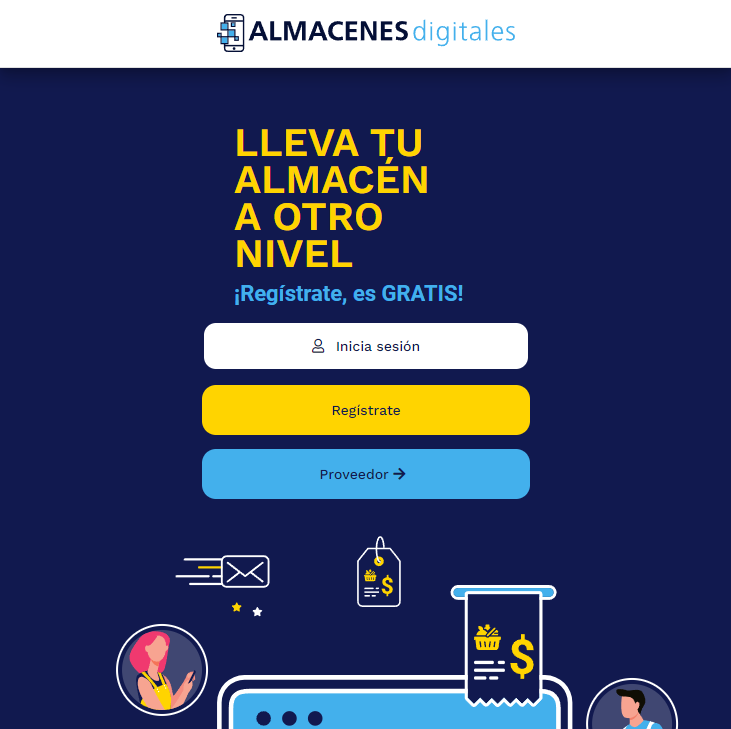 ALMACENES digitales
LLEVA TU
ALMACÉN
A OTRO
NIVEL
¡Regístrate, es GRATIS!
Inicia sesión
Regístrate
Proveedor
$
$